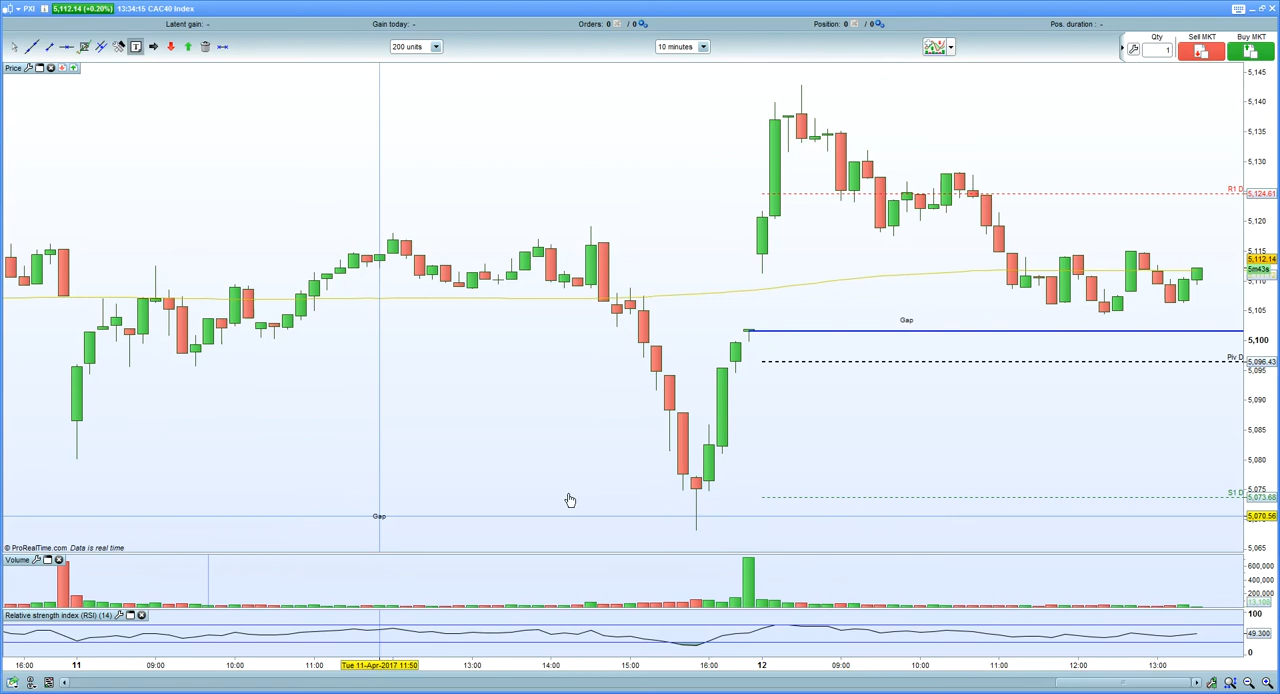 PXI 5,112.14 (+0.20%) 13:34:15 CAC40 Index
Latent gain: - Gain today: - Orders: 0 / 0 Position: 0 / 0 Pos. duration : -
200 units 10 minutes Qty Sell MKT Buy MKT
1
Price
5,145
5,140
5,135
5,130
R1 D 5,124.61
5,120
5,115
5,112.14
5m43s
5,110
5,105
Gap
5,100
Piv D 5,096.43
5,095
5,090
5,085
5,080
5,075
S1 D 5,073.68
Gap 5,070.56
5,065
© ProRealTime.com Data is real time
Volume
600,000
400,000
200,000
13,100
Relative strength index (RSI) (14)
100
49.300
0
16:00 11 09:00 10:00 11:00 Tue 11-Apr-2017 11:50 13:00 14:00 15:00 16:00 12 09:00 10:00 11:00 12:00 13:00